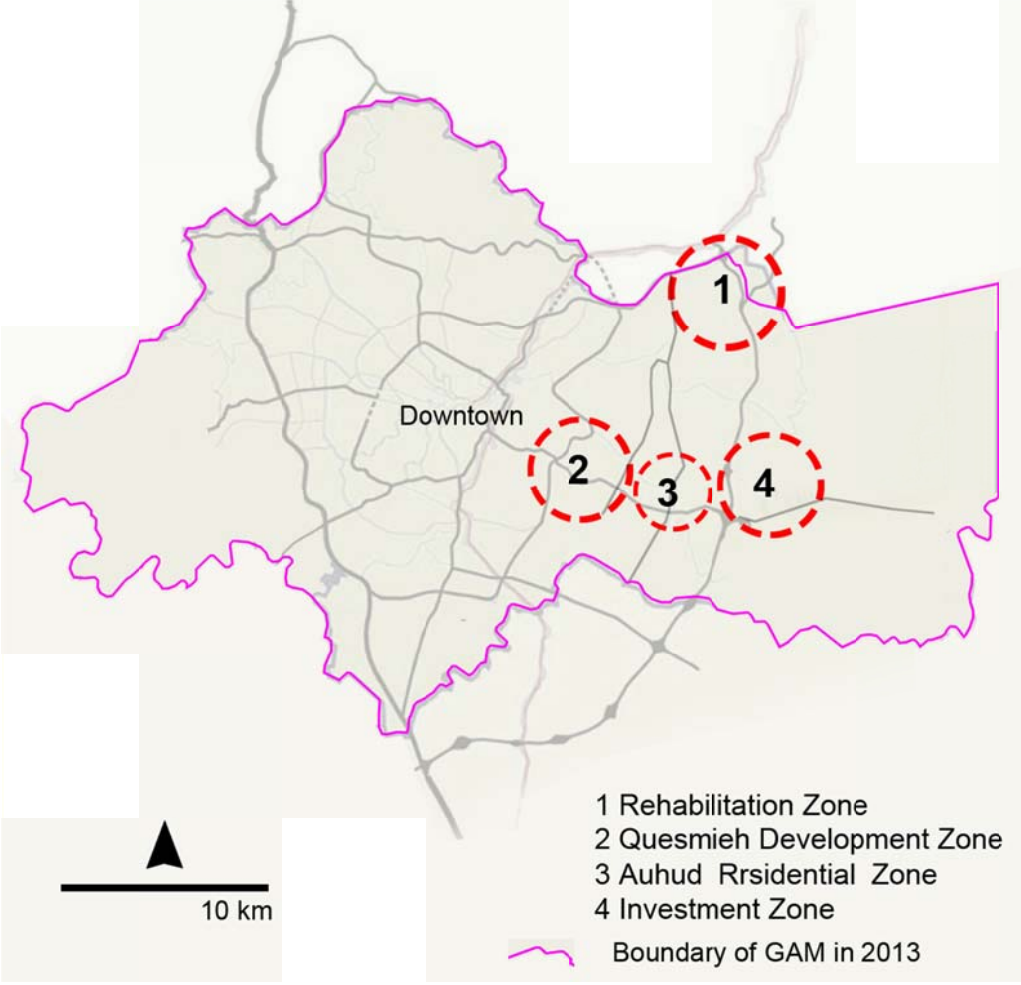 1
Downtown
2
3
4
1 Rehabilitation Zone
2 Quesmieh Development Zone
3 Auhud Rrsidential Zone
4 Investment Zone
10 km
Boundary of GAM in 2013